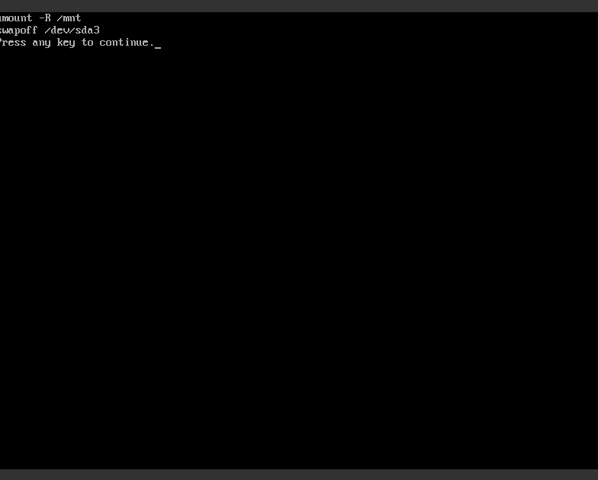 umount -R /mnt
swapoff /dev/sda3
Press any key to continue._